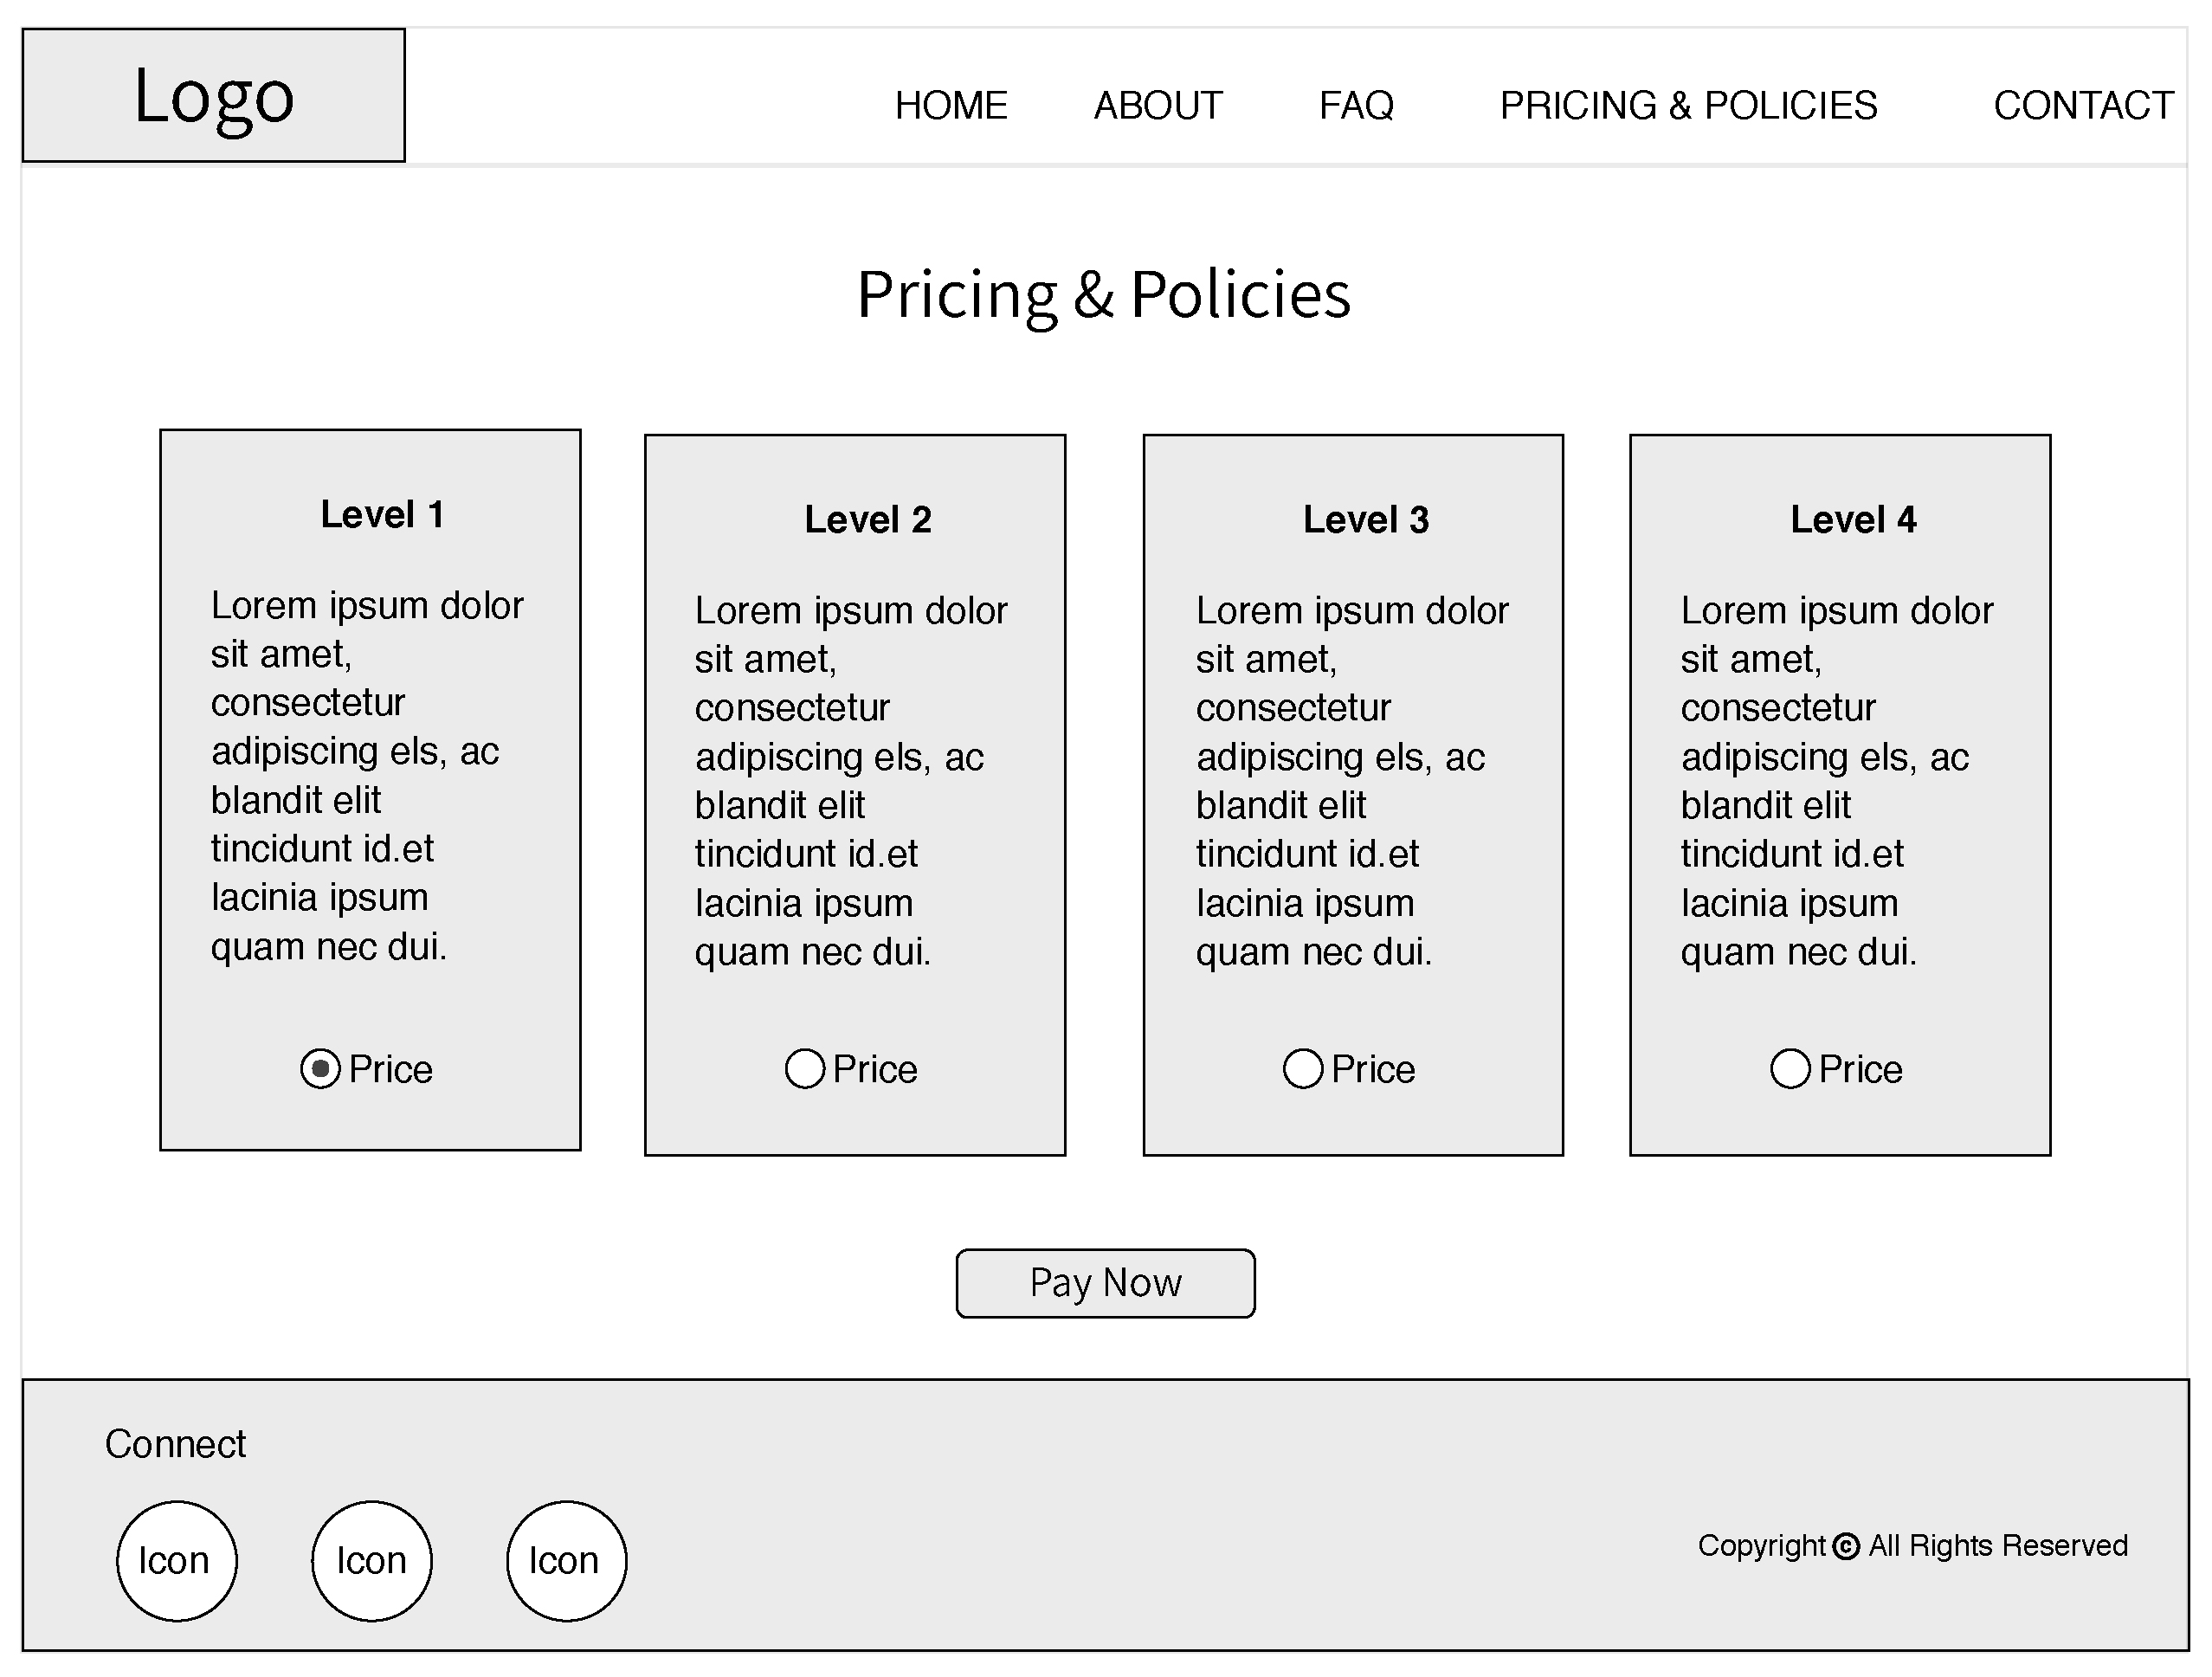 Logo
HOME ABOUT FAQ PRICING & POLICIES CONTACT
Pricing & Policies
Level 1
Lorem ipsum dolor
sit amet,
consectetur
adipiscing els, ac
blandit elit
tincidunt id.et
lacinia ipsum
quam nec dui.
Price
Level 2
Lorem ipsum dolor
sit amet,
consectetur
adipiscing els, ac
blandit elit
tincidunt id.et
lacinia ipsum
quam nec dui.
Price
Level 3
Lorem ipsum dolor
sit amet,
consectetur
adipiscing els, ac
blandit elit
tincidunt id.et
lacinia ipsum
quam nec dui.
Price
Level 4
Lorem ipsum dolor
sit amet,
consectetur
adipiscing els, ac
blandit elit
tincidunt id.et
lacinia ipsum
quam nec dui.
Price
Pay Now
Connect
Icon Icon Icon
Copyright © All Rights Reserved